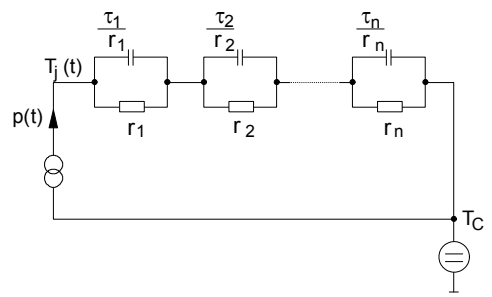 τ1 τ2 τn
r1 r2 rn
Tj (t)
r1 r2 rn
p(t)
TC